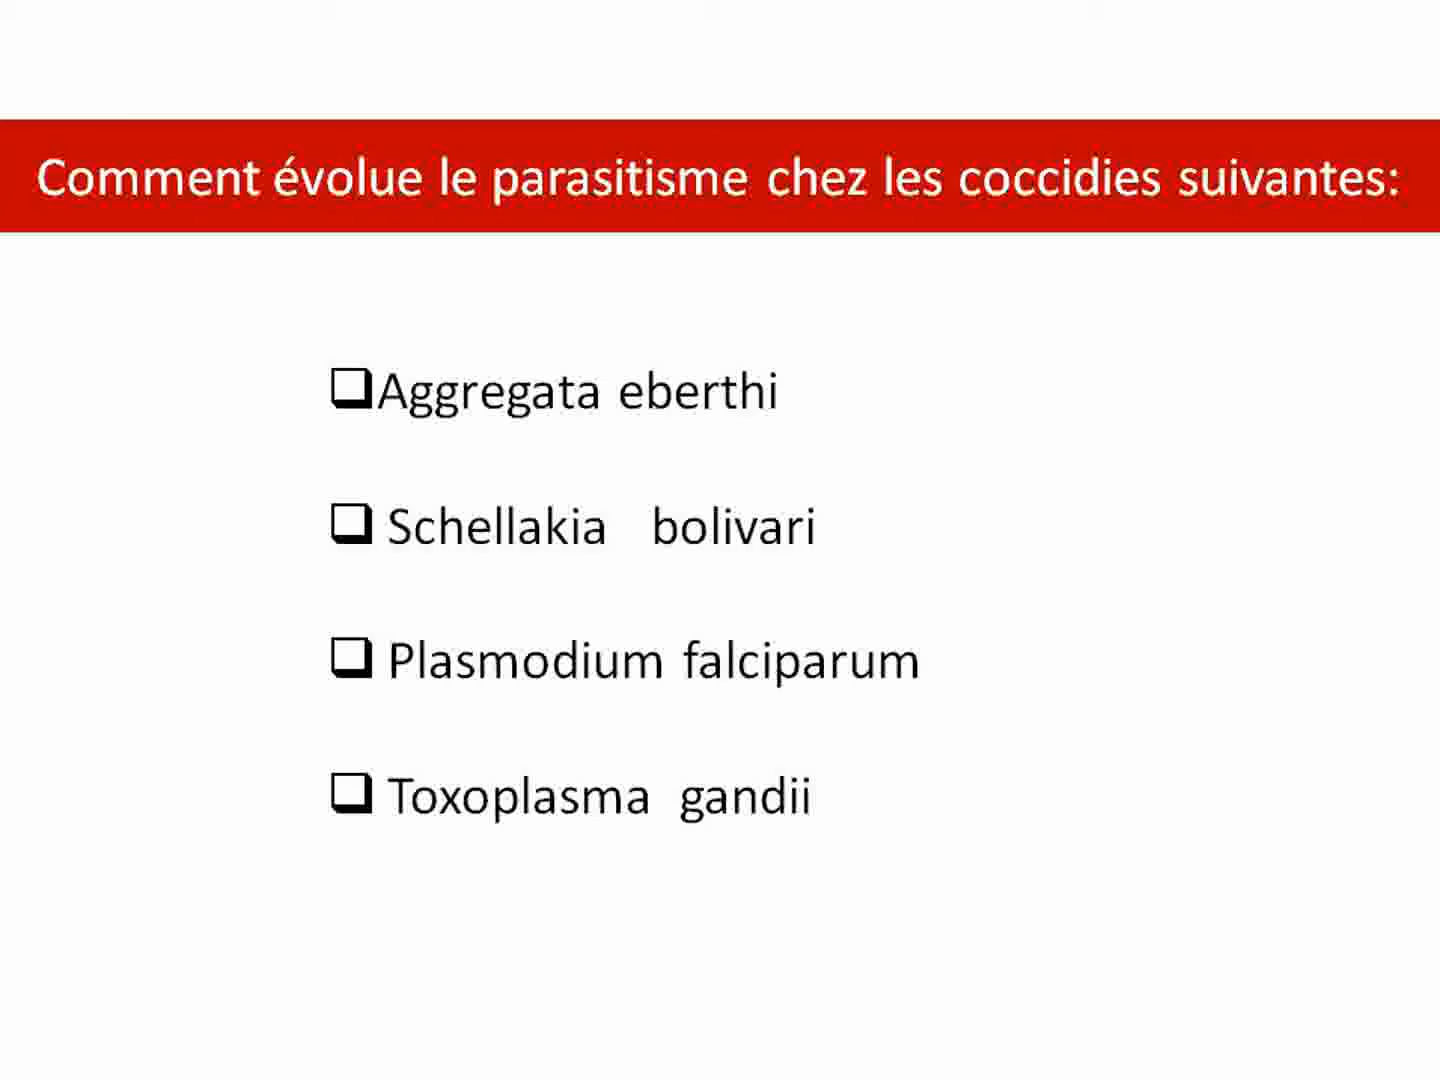 Comment évolue le parasitisme chez les coccidies suivantes:
Aggregata eberthi
Schellakia bolivari
Plasmodium falciparum
Toxoplasma gandii